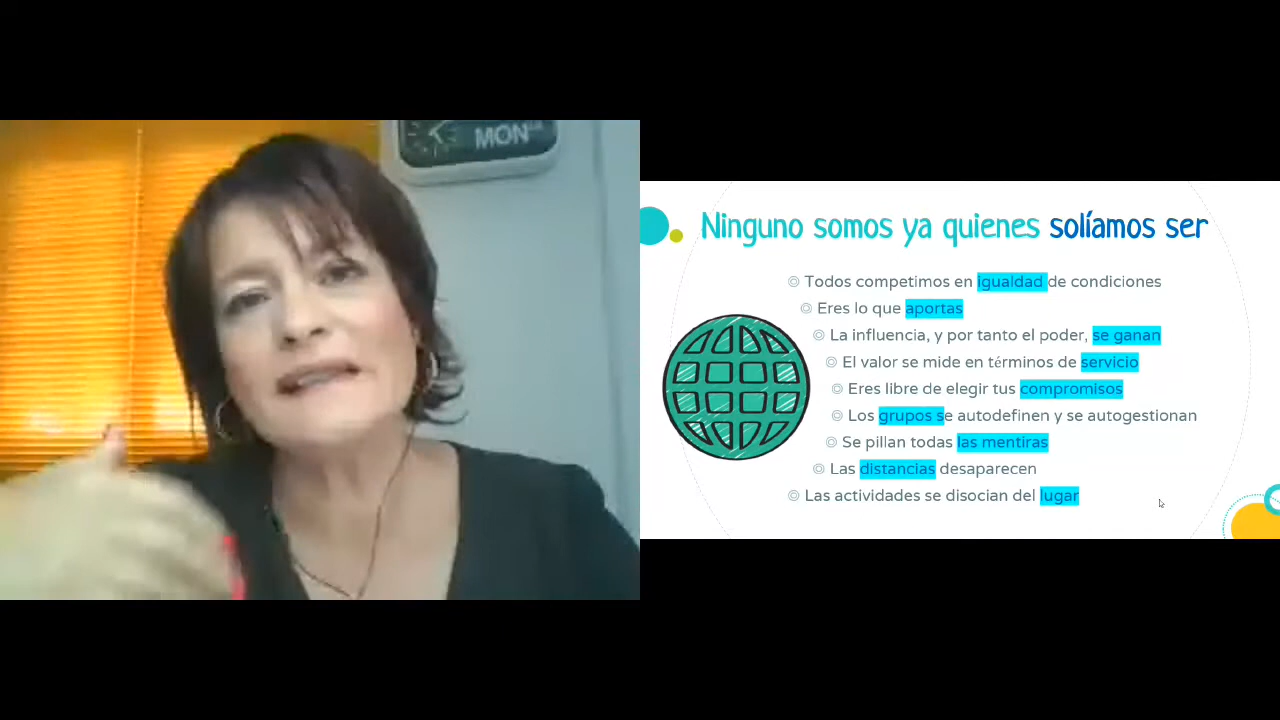 MON
Ninguno somos ya quienes solíamos ser
Todos competimos en igualdad de condiciones
Eres lo que aportas
La influencia, y por tanto el poder, se ganan
El valor se mide en términos de servicio
Eres libre de elegir tus compromisos
Los grupos se autodefinen y se autogestionan
Se pillan todas las mentiras
Las distancias desaparecen
Las actividades se disocian del lugar